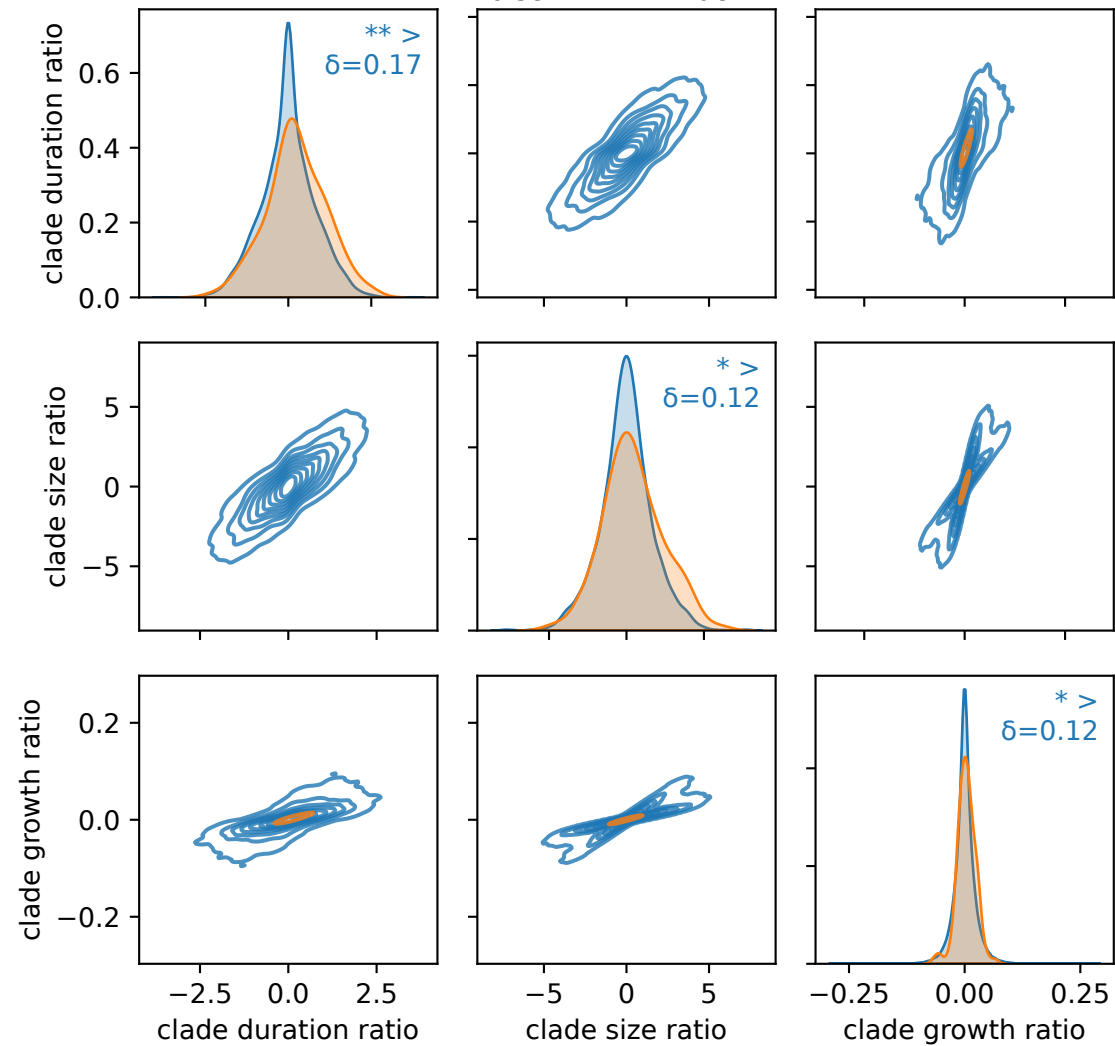 clade duration ratio
0.6
0.4
0.2
0.0
** >
δ=0.17
clade size ratio
5
0
−5
* >
δ=0.12
clade growth ratio
0.2
0.0
−0.2
* >
δ=0.12
−2.5 0.0 2.5
−5 0 5
−0.25 0.00 0.25
clade duration ratio
clade size ratio
clade growth ratio